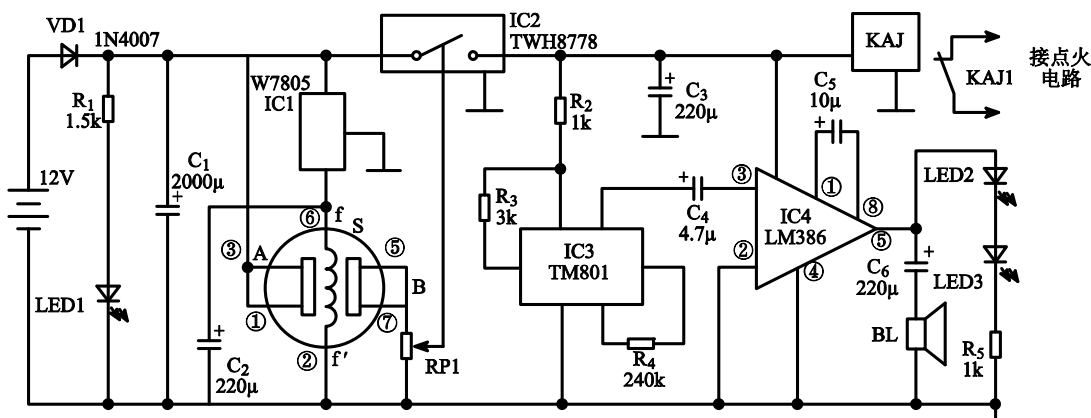 VD1
1N4007
R1
1.5k
12V
LED1
C1
2000μ
+
W7805
IC1
+
C2
220μ
③
A
①
⑥
f
S
⑤
B
⑦
②
f′
RP1
IC2
TWH8778
R2
1k
R3
3k
IC3
TM801
R4
240k
+
C3
220μ
+
C4
4.7μ
C5
10μ
+
③
①
②
IC4
LM386
⑧
⑤
④
KAJ
KAJ1
接点火
电路
+
C6
220μ
BL
LED2
LED3
R5
1k